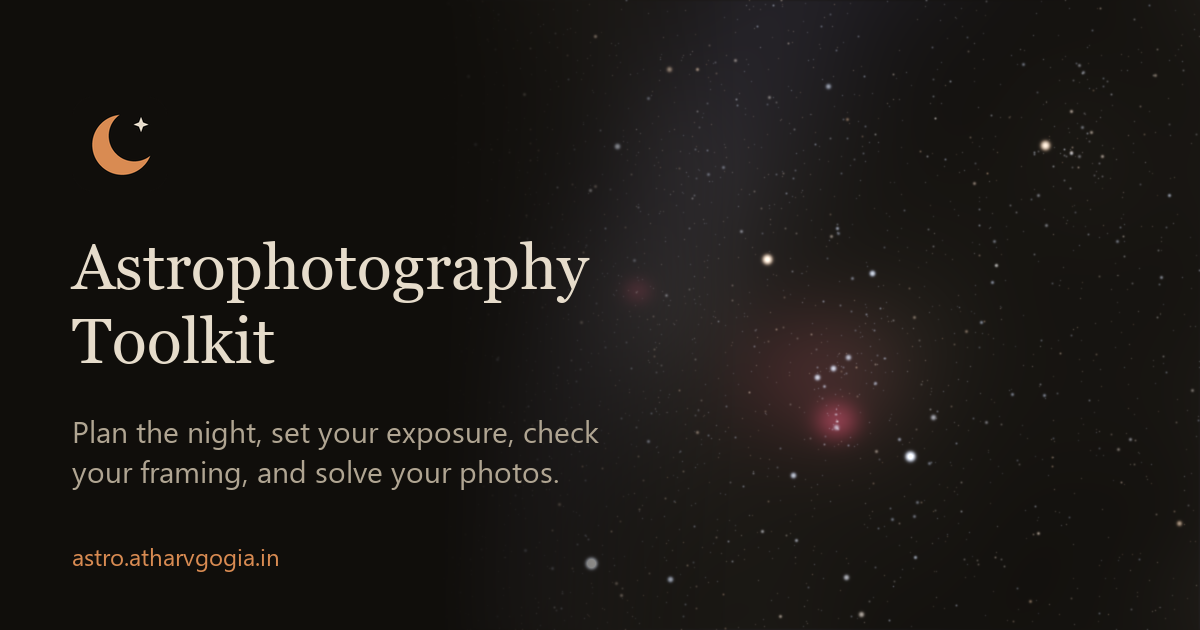 Astrophotography
Toolkit
Plan the night, set your exposure, check
your framing, and solve your photos.
astro.atharvgogia.in